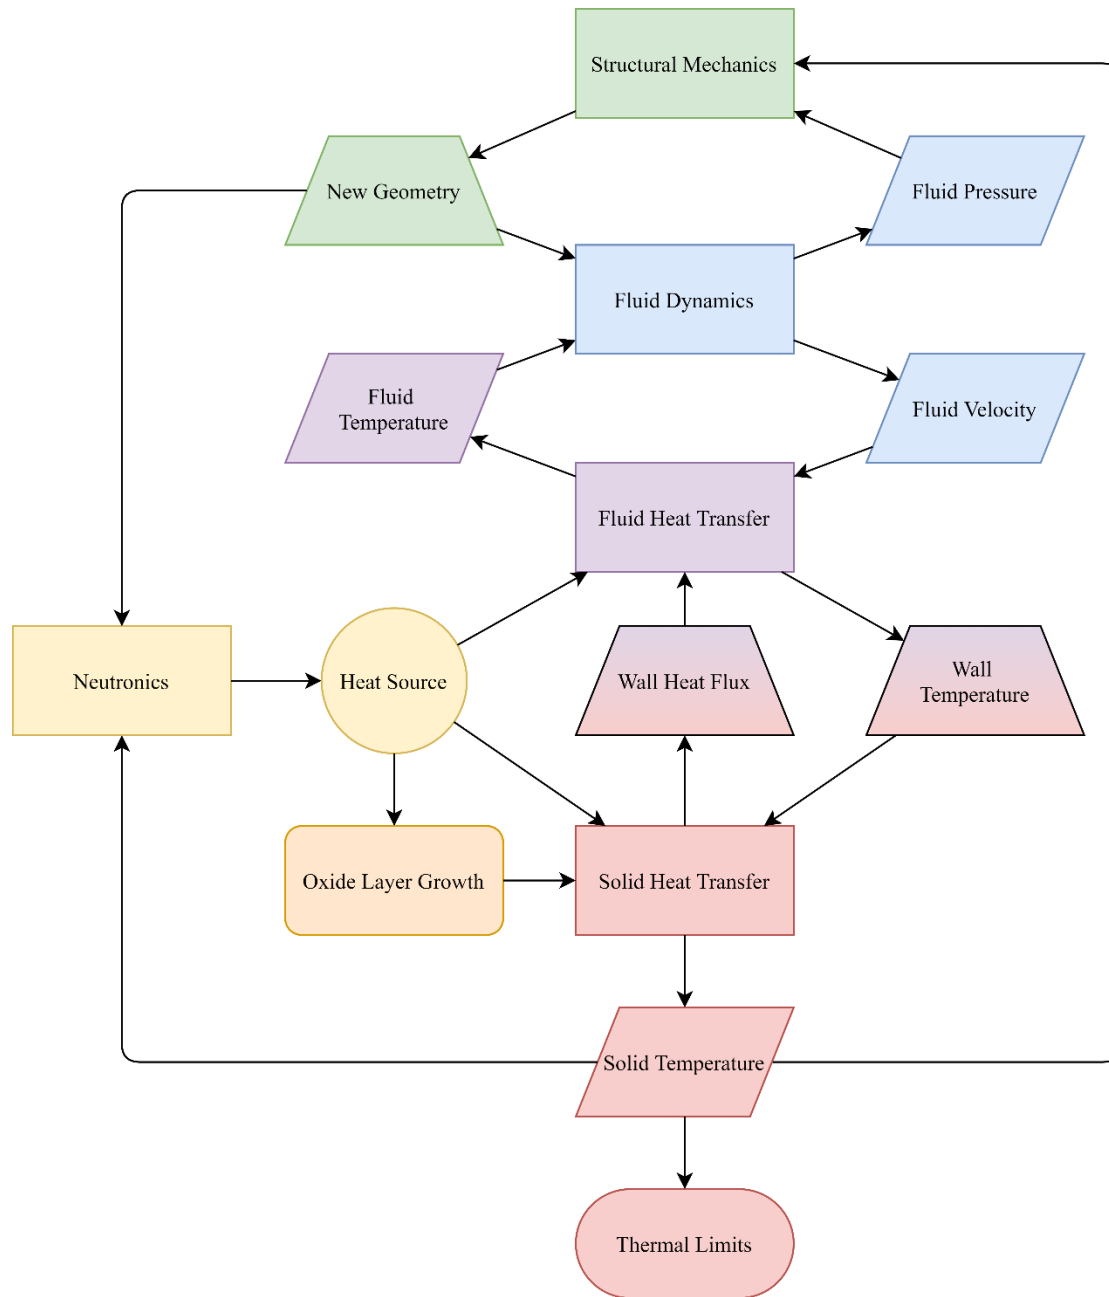 Structural Mechanics
New Geometry
Fluid Pressure
Fluid Dynamics
Fluid
Temperature
Fluid Velocity
Fluid Heat Transfer
Neutronics
Heat Source
Wall Heat Flux
Wall
Temperature
Oxide Layer Growth
Solid Heat Transfer
Solid Temperature
Thermal Limits